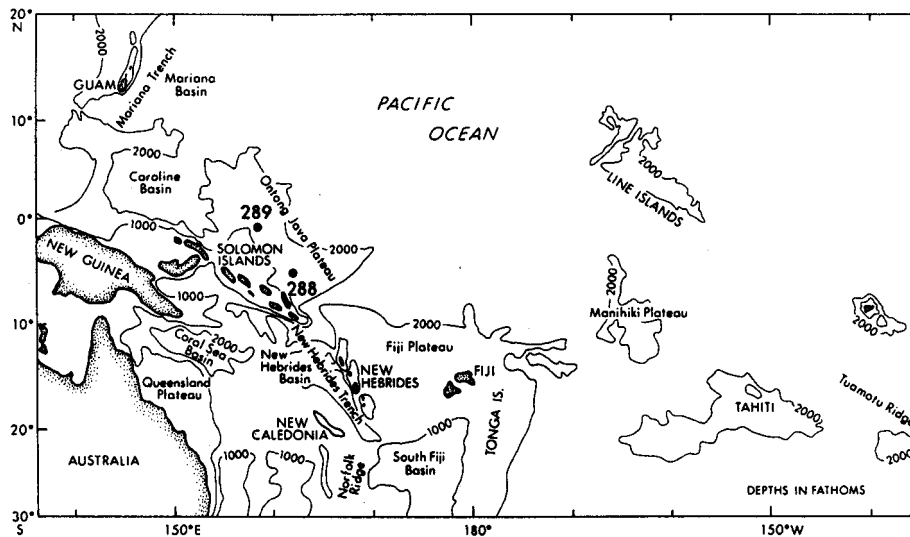 20°
N
2000
GUAM
Mariana Trench
Mariana
Basin
PACIFIC
OCEAN
10°
2000
Caroline
Basin
2000
LINE ISLANDS
Ontong Java Plateau
289
0°
1000
SOLOMON
ISLANDS
2000
NEW GUINEA
288
1000
2000
Manihiki Plateau
2000
10°
2000
Coral Sea
Basin
New
Hebrides
Basin
New Hebrides Trench
Fiji Plateau
NEW
HEBRIDES
FIJI
Queensland
Plateau
TONGA IS.
TAHITI
2000
Tuamotu Ridge
20°
NEW
CALEDONIA
1000
AUSTRALIA
1000
1000
Norfolk
Ridge
South Fiji
Basin
2000
DEPTHS IN FATHOMS
30°
S
150°E
180°
150°W